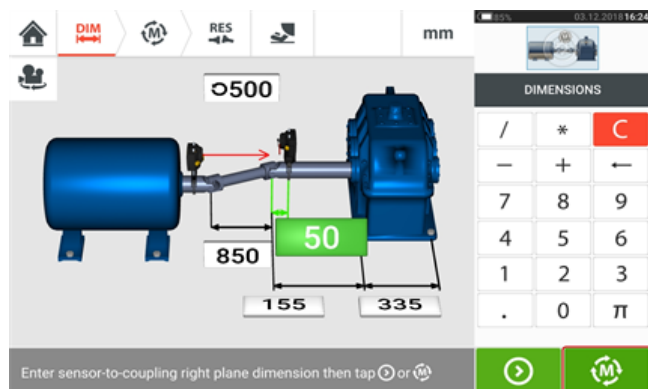 DIM
M
RES
mm
85%
03.12.2018 16:24
DIMENSIONS
500
50
850
155
335
/ * C
− + ←
7 8 9
4 5 6
1 2 3
. 0 π
Enter sensor-to-coupling right plane dimension then tap or M
M